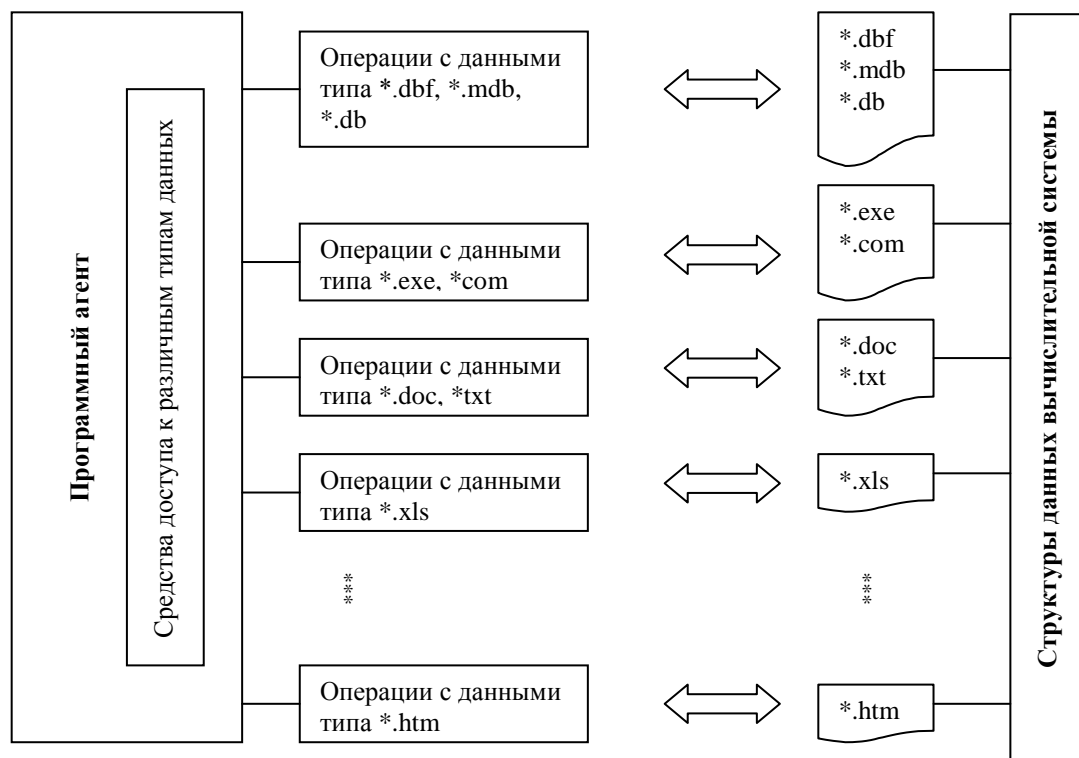 Программный агент
Средства доступа к различным типам данных
Операции с данными
типа *.dbf, *.mdb,
*.db
Операции с данными
типа *.exe, *com
Операции с данными
типа *.doc, *txt
Операции с данными
типа *.xls
***
Операции с данными
типа *.htm
*.dbf
*.mdb
*.db
*.exe
*.com
*.doc
*.txt
*.xls
***
*.htm
Структуры данных вычислительной системы